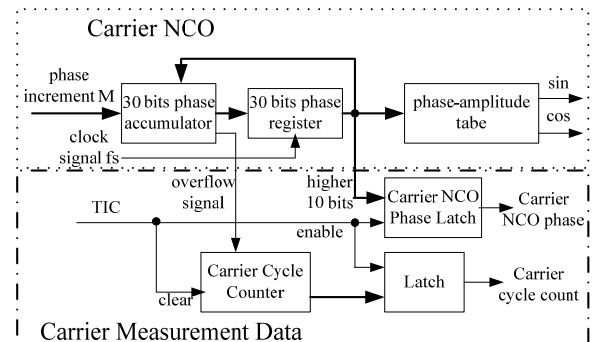 Carrier NCO
phase
increment M
30 bits phase
accumulator
30 bits phase
register
phase-amplitude
tabe
sin
cos
clock
signal fs
overflow
signal
higher
10 bits
Carrier NCO
Phase Latch
Carrier
NCO phase
TIC
enable
clear
Carrier Cycle
Counter
Latch
Carrier
cycle count
Carrier Measurement Data